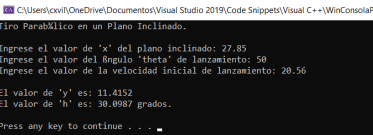 C:\Users\cxvil\OneDrive\Documentos\Visual Studio 2019\Code Snippets\Visual C++\WinConsolaP
Tiro Parab¾lico en un Plano Inclinado.
Ingrese el valor de 'x' del plano inclinado: 27.85
Ingrese el valor del ßngulo 'theta' de lanzamiento: 50
Ingrese el valor de la velocidad inicial de lanzamiento: 20.56
El valor de 'y' es: 11.4152
El valor de 'h' es: 30.0987 grados.
Press any key to continue . . .